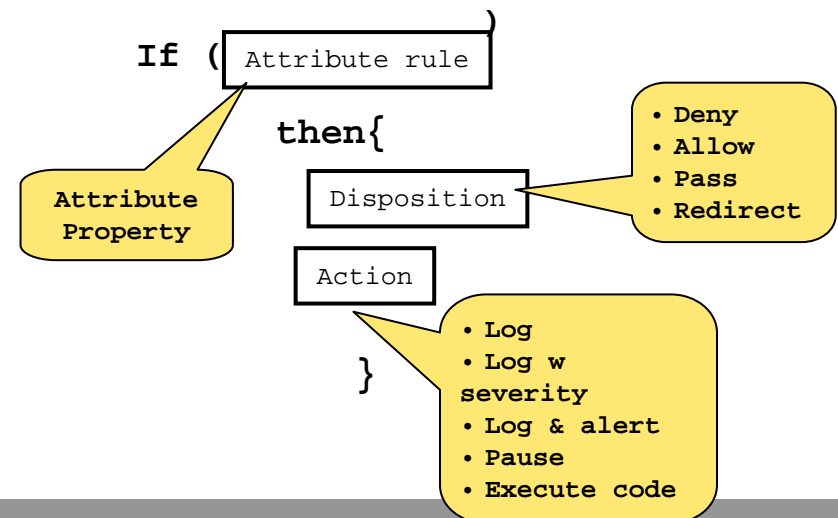 If ( Attribute rule )
then{
Attribute
Property
Disposition
• Deny
• Allow
• Pass
• Redirect
Action
• Log
• Log w
severity
• Log & alert
• Pause
• Execute code
}